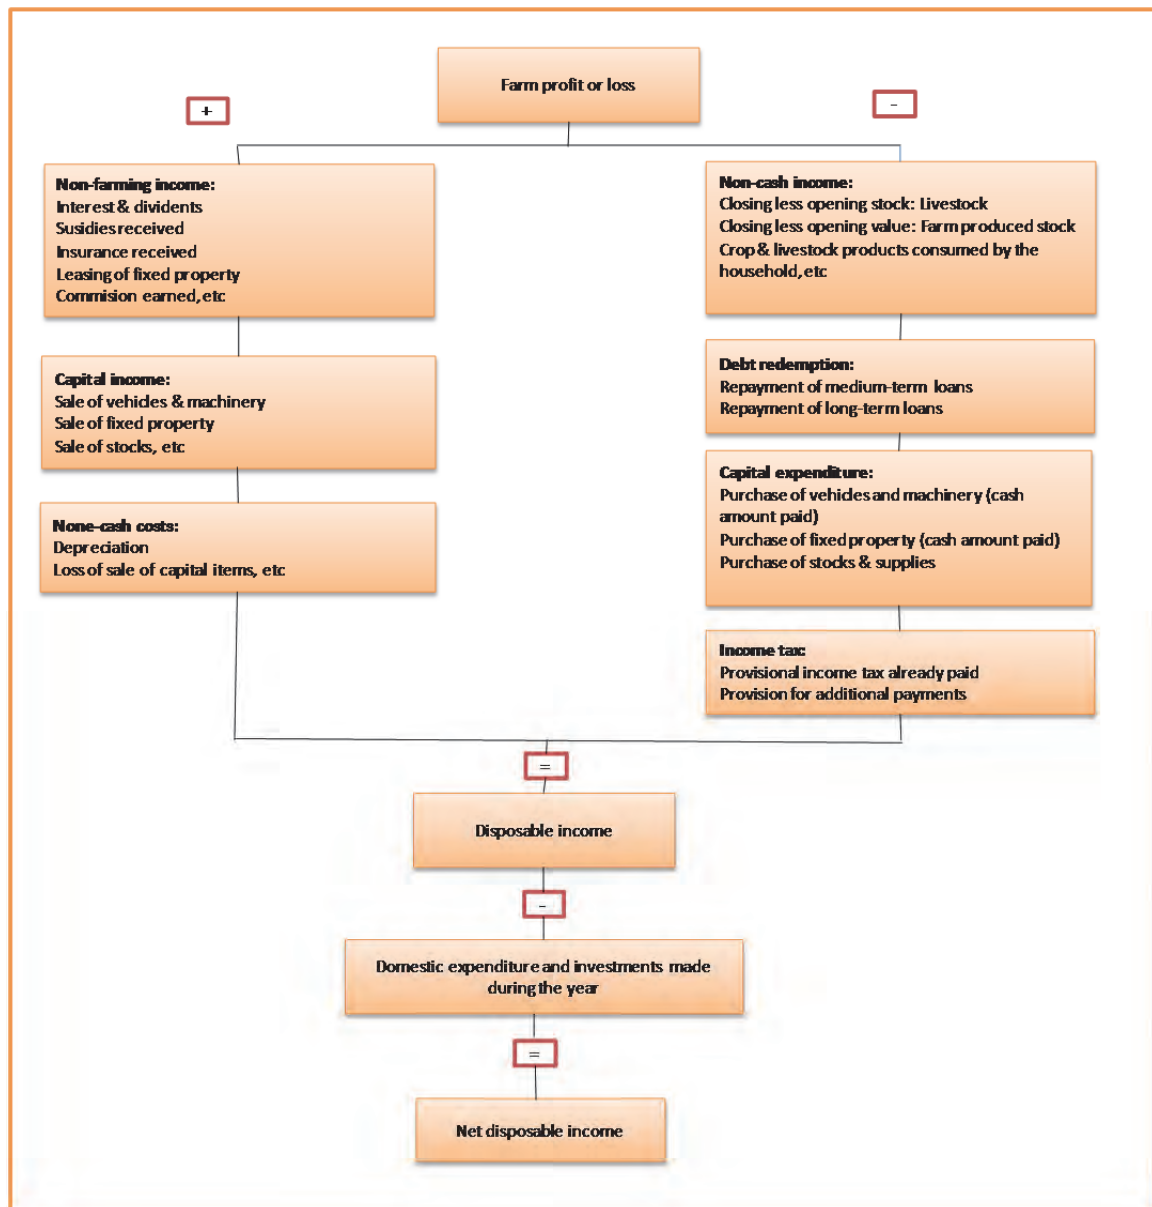 Farm profit or loss
+
-
Non-farming income:
Interest & dividents
Susidies received
Insurance received
Leasing of fixed property
Commision earned, etc
Capital income:
Sale of vehicles & machinery
Sale of fixed property
Sale of stocks, etc
None-cash costs:
Depreciation
Loss of sale of capital items, etc
Non-cash income:
Closing less opening stock: Livestock
Closing less opening value: Farm produced stock
Crop & livestock products consumed by the
household, etc
Debt redemption:
Repayment of medium-term loans
Repayment of long-term loans
Capital expenditure:
Purchase of vehicles and machinery (cash
amount paid)
Purchase of fixed property (cash amount paid)
Purchase of stocks & supplies
Income tax:
Provisional income tax already paid
Provision for additional payments
=
Disposable income
-
Domestic expenditure and investments made
during the year
=
Net disposable income